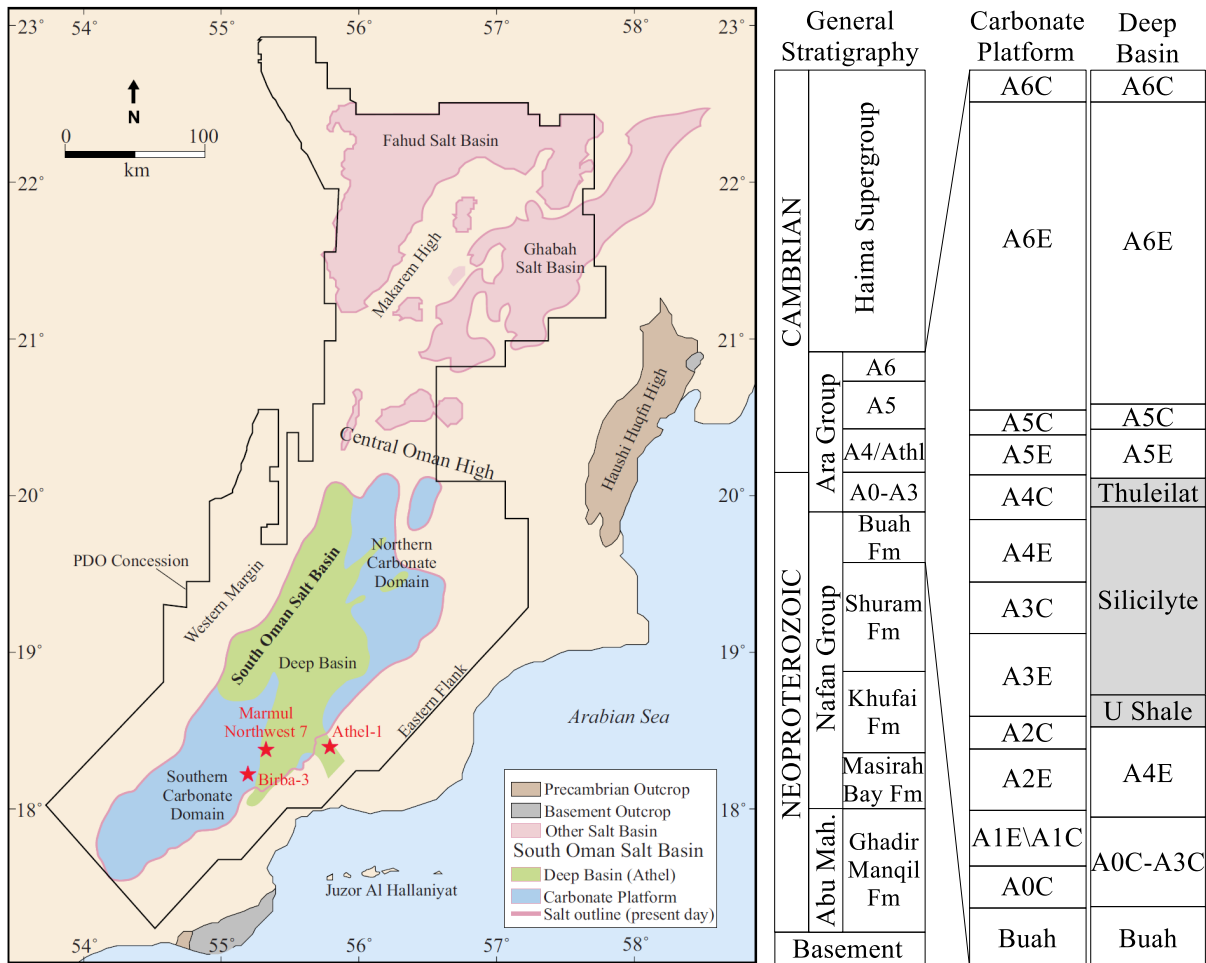 53° 54° 55° 56° 57° 58°
23°
22°
21°
20°
19°
18°
N
0 100
km
Fahud Salt Basin
Makarem High
Ghabah
Salt Basin
Haushi Huqfn High
Central Oman High
PDO Concession
Western Margin
South Oman Salt Basin
Northern
Carbonate
Domain
Deep Basin
Eastern Flank
Marmul
Northwest 7
Athel-1
Birba-3
Southern
Carbonate
Domain
Arabian Sea
Juzor Al Hallaniyat
Precambrian Outcrop
Basement Outcrop
Other Salt Basin
South Oman Salt Basin
Deep Basin (Athel)
Carbonate Platform
Salt outline (present day)
54° 55° 56° 57° 58°
23°
22°
21°
20°
19°
18°
General
Stratigraphy
CAMBRIAN
NEOPROTEROZOIC
Haima Supergroup
Ara Group
A6
A5
A4/Athl
A0-A3
Nafan Group
Buah
Fm
Shuram
Fm
Khufai
Fm
Masirah
Bay Fm
Abu Mah.
Ghadir
Manqil
Fm
Basement
Carbonate
Platform
A6C
A6E
A5C
A5E
A4C
A4E
A3C
A3E
A2C
A2E
A1E\A1C
A0C
Buah
Deep
Basin
A6C
A6E
A5C
A5E
Thuleilat
Silicilyte
U Shale
A4E
A0C-A3C
Buah